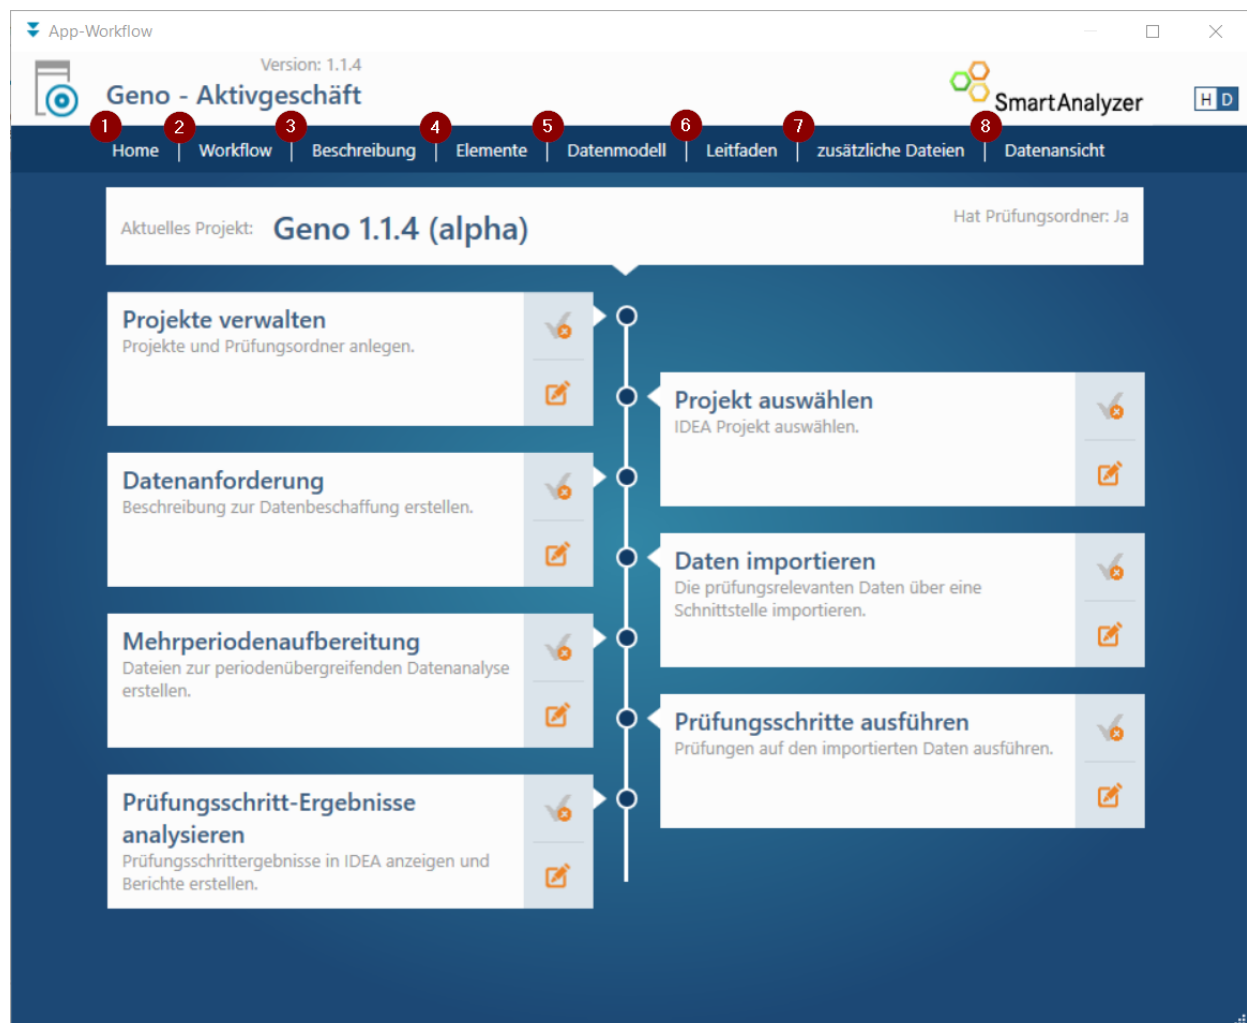 App-Workflow
Version: 1.1.4
Geno - Aktivgeschäft
SmartAnalyzer
H D
1 2 3 4 5 6 7 8
Home | Workflow | Beschreibung | Elemente | Datenmodell | Leitfaden | zusätzliche Dateien | Datenansicht
Aktuelles Projekt: Geno 1.1.4 (alpha)
Hat Prüfungsordner: Ja
Projekte verwalten
Projekte und Prüfungsordner anlegen.
Projekt auswählen
IDEA Projekt auswählen.
Datenanforderung
Beschreibung zur Datenbeschaffung erstellen.
Daten importieren
Die prüfungsrelevanten Daten über eine
Schnittstelle importieren.
Mehrperiodenaufbereitung
Dateien zur periodenübergreifenden Datenanalyse
erstellen.
Prüfungsschritte ausführen
Prüfungen auf den importierten Daten ausführen.
Prüfungsschritt-Ergebnisse
analysieren
Prüfungsschrittergebnisse in IDEA anzeigen und
Berichte erstellen.